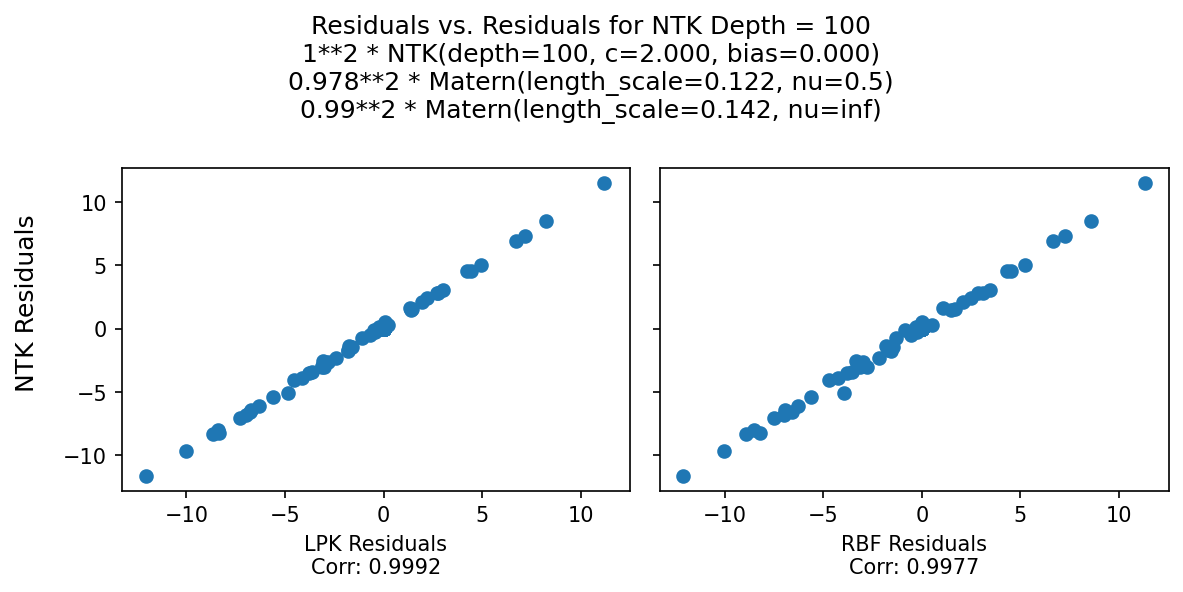 Residuals vs. Residuals for NTK Depth = 100
1**2 * NTK(depth=100, c=2.000, bias=0.000)
0.978**2 * Matern(length_scale=0.122, nu=0.5)
0.99**2 * Matern(length_scale=0.142, nu=inf)
NTK Residuals
10
5
0
−5
−10
−10 −5 0 5 10
LPK Residuals
Corr: 0.9992
−10 −5 0 5 10
RBF Residuals
Corr: 0.9977